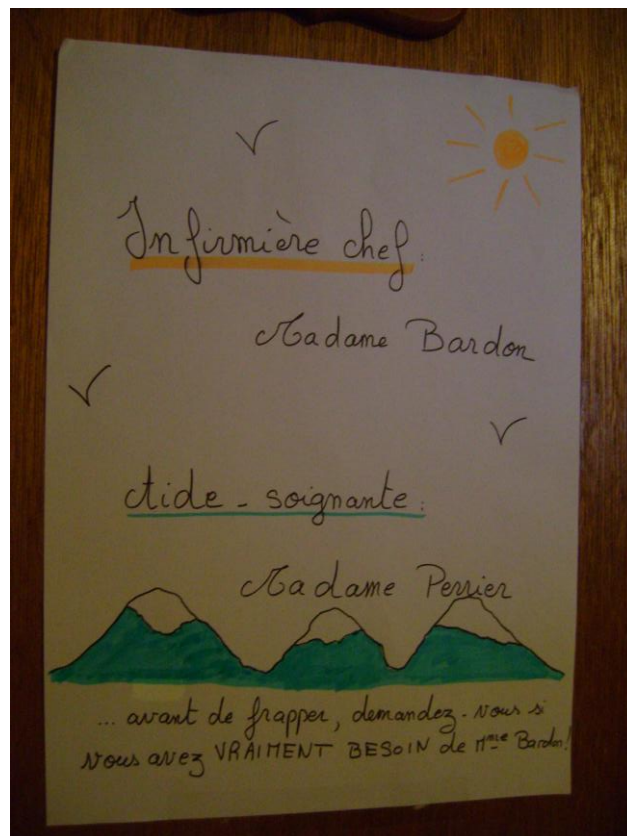 Infirmière chef :
Madame Bardon
Aide-soignante :
Madame Perrier
... avant de frapper, demandez-vous si
vous avez VRAIMENT BESOIN de Mme Bardon!